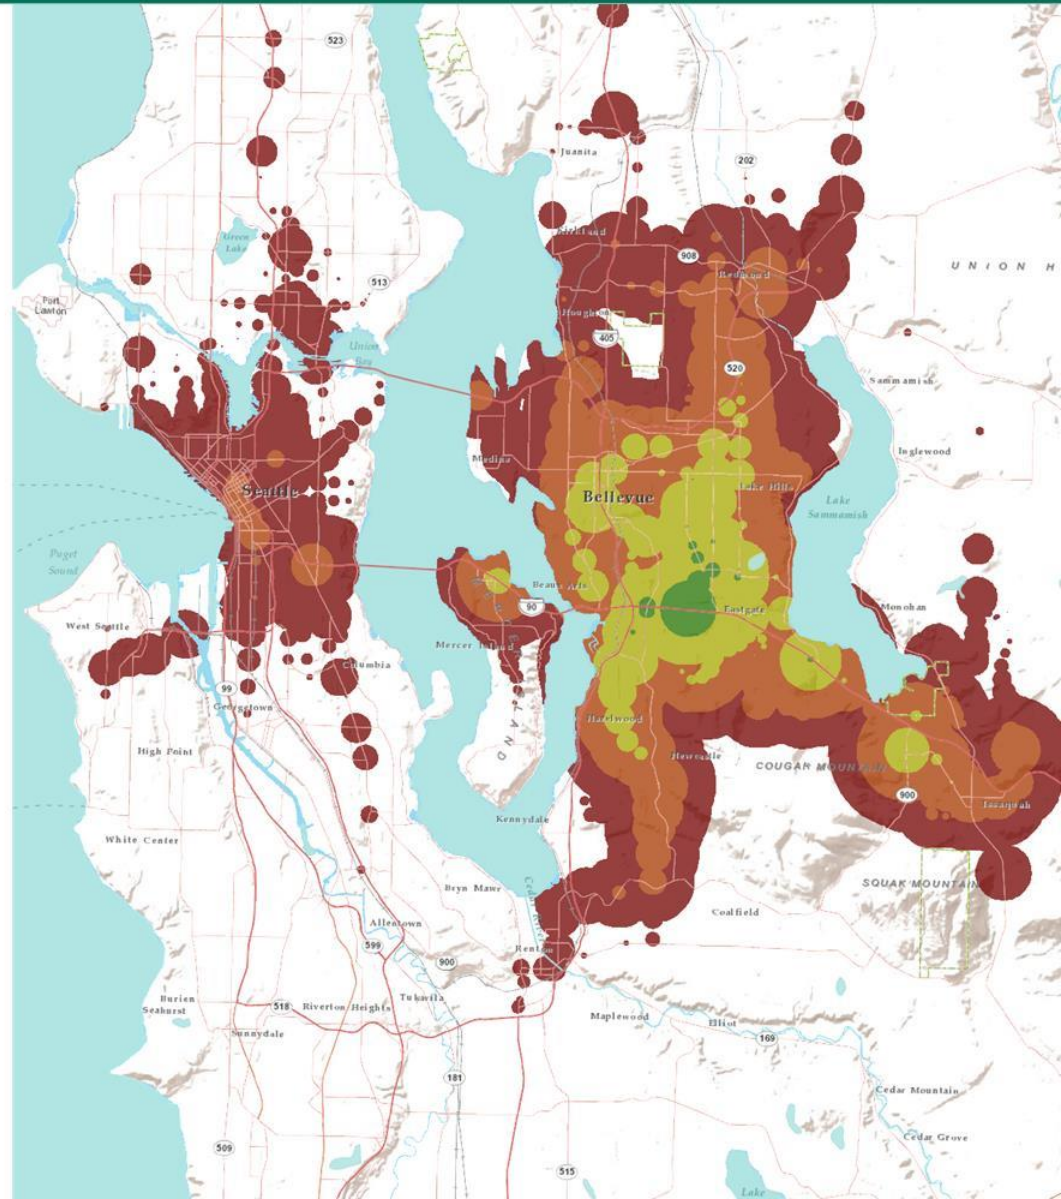 523
Juanita
202
Green
Lake
Kirkland
908
UNION H
513
Redmond
Fort
Lawton
Houghton
405
Union
Bay
520
Sammamish
Medina
Inglewood
Seattle
Bellevue
Lake Hills
Lake
Sammamish
Puget
Sound
Beaux Arts
90
Eastgate
Monohan
West Seattle
Mercer Island
Columbia
99
Georgetown
Hazelwood
ISLAND
High Point
Newcastle
COUGAR MOUNTAIN
900
Issaquah
Kennydale
White Center
Bryn Mawr
Cedar River
SQUAK MOUNTAIN
Coalfield
Allentown
599
900
Renton
Burien
Seahurst
518
Riverton Heights
Tukwila
Maplewood
Elliot
Sunnydale
169
181
Cedar Mountain
Cedar Grove
509
515
Lake